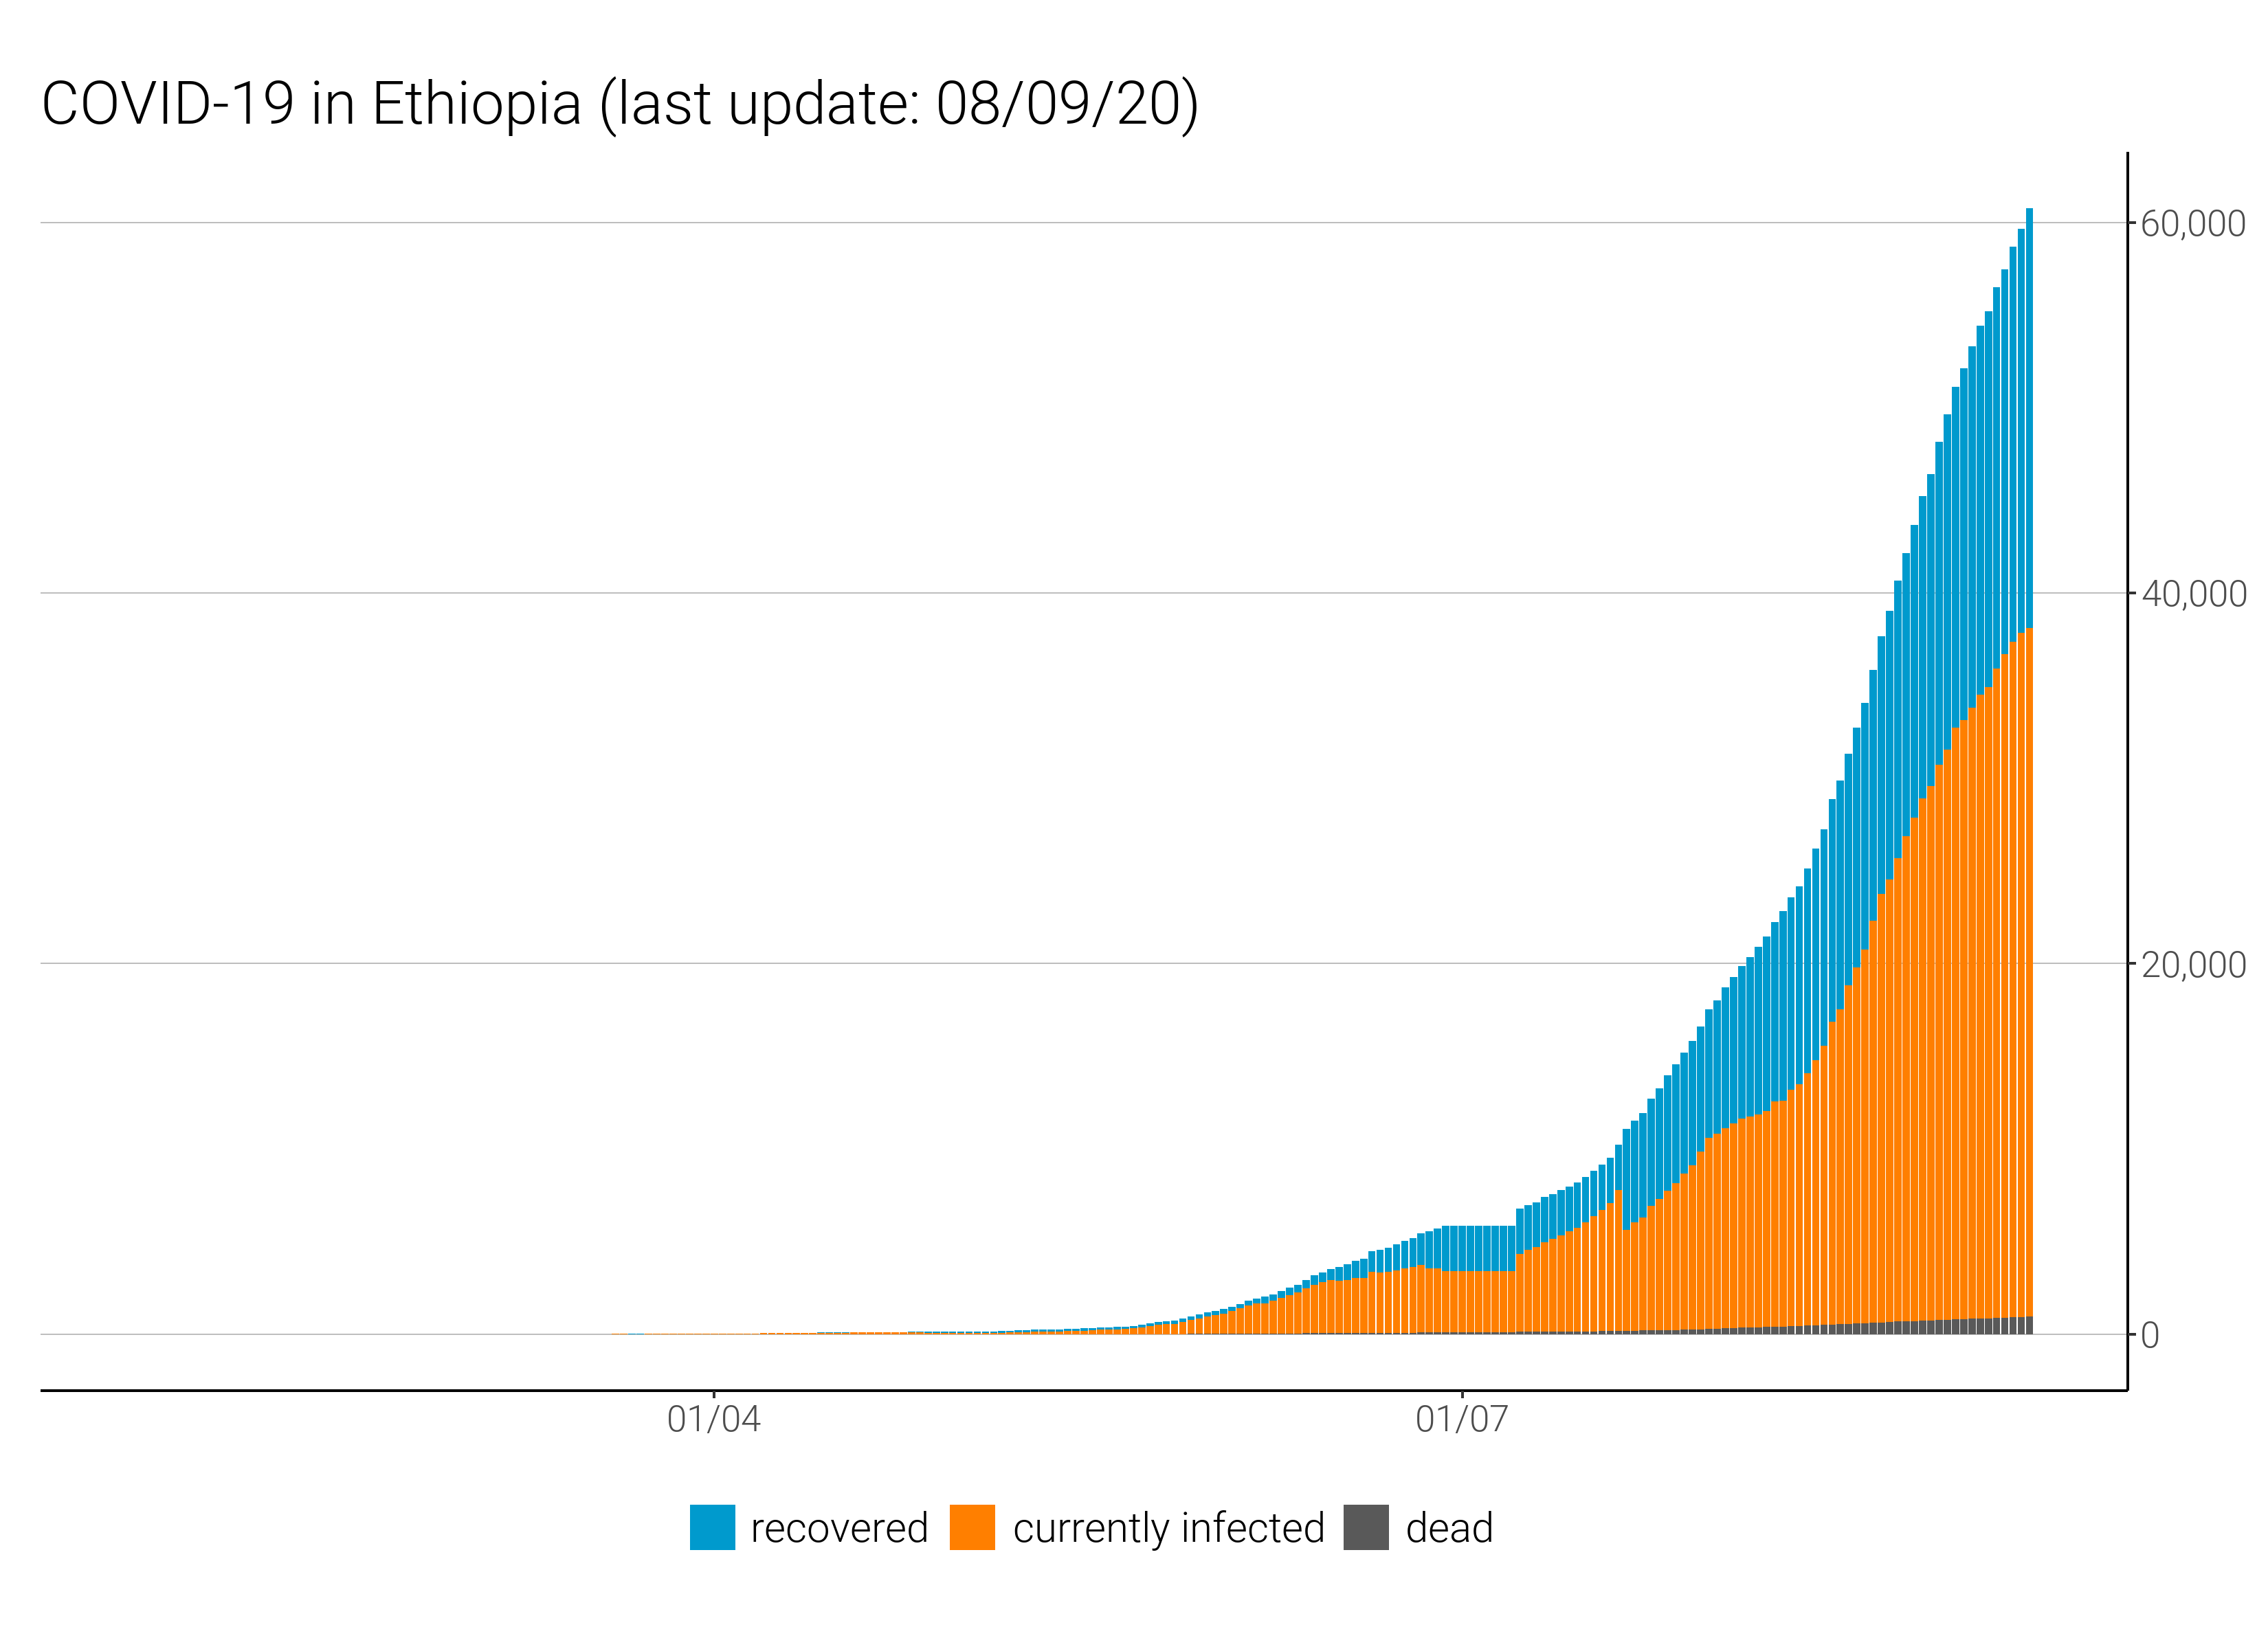 COVID-19 in Ethiopia (last update: 08/09/20)
60,000
40,000
20,000
0
01/04 01/07
recovered currently infected dead